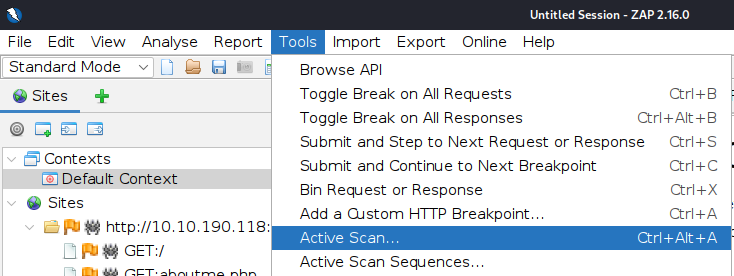 Untitled Session - ZAP 2.16.0
File Edit View Analyse Report Tools Import Export Online Help
Standard Mode
Sites
Contexts
Default Context
Sites
http://10.10.190.118:
GET:/
GET:aboutme.php
Browse API
Toggle Break on All Requests Ctrl+B
Toggle Break on All Responses Ctrl+Alt+B
Submit and Step to Next Request or Response Ctrl+S
Submit and Continue to Next Breakpoint Ctrl+C
Bin Request or Response Ctrl+X
Add a Custom HTTP Breakpoint... Ctrl+A
Active Scan... Ctrl+Alt+A
Active Scan Sequences...